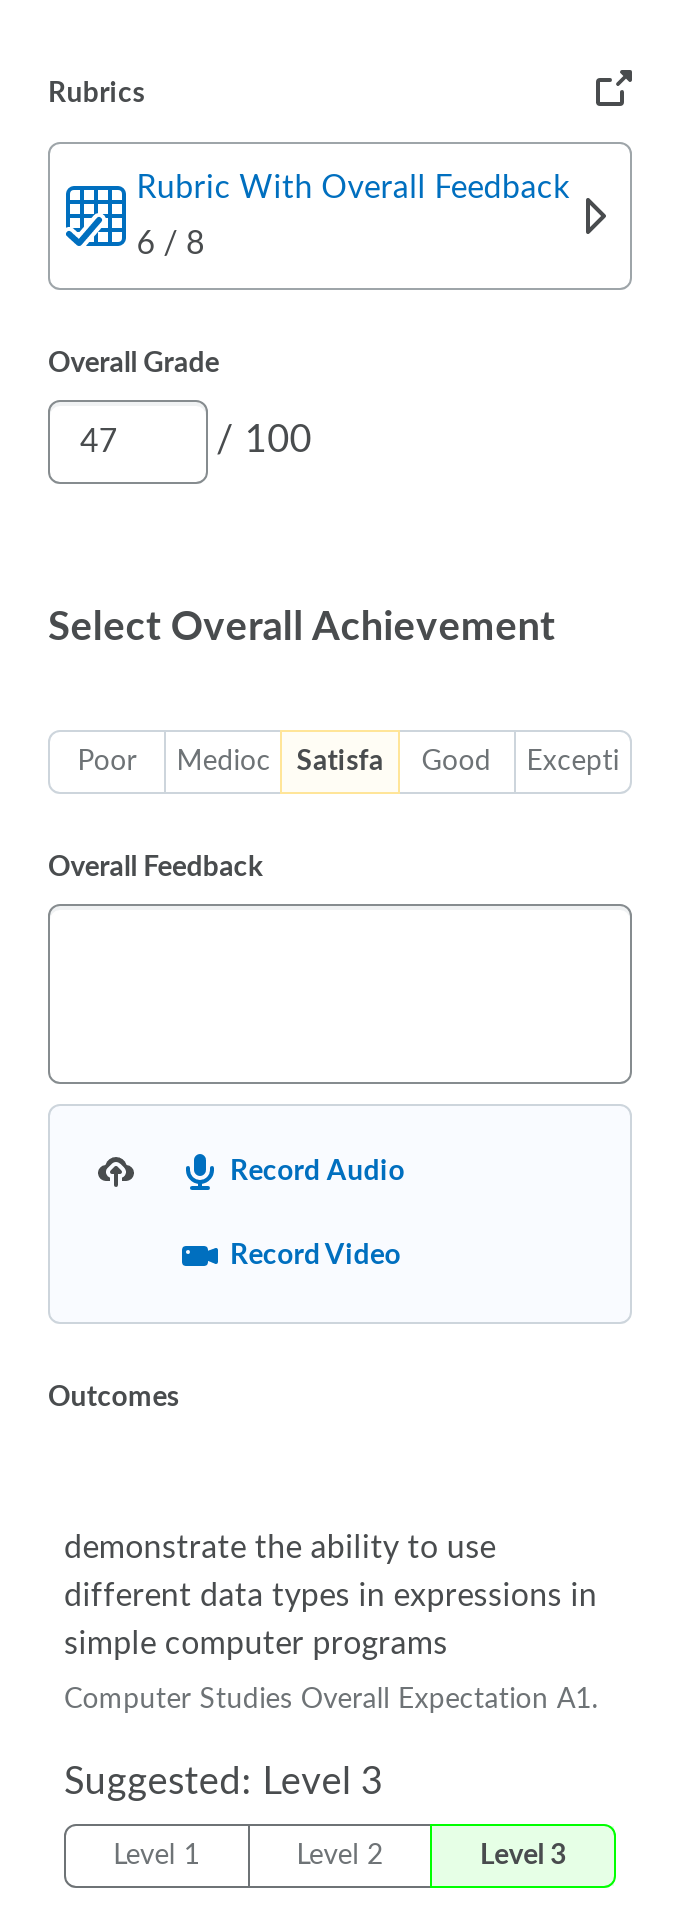 Rubrics
Rubric With Overall Feedback
6 / 8
Overall Grade
47 / 100
Select Overall Achievement
Poor Medioc Satisfa Good Excepti
Overall Feedback
Record Audio
Record Video
Outcomes
demonstrate the ability to use
different data types in expressions in
simple computer programs
Computer Studies Overall Expectation A1.
Suggested: Level 3
Level 1 Level 2 Level 3